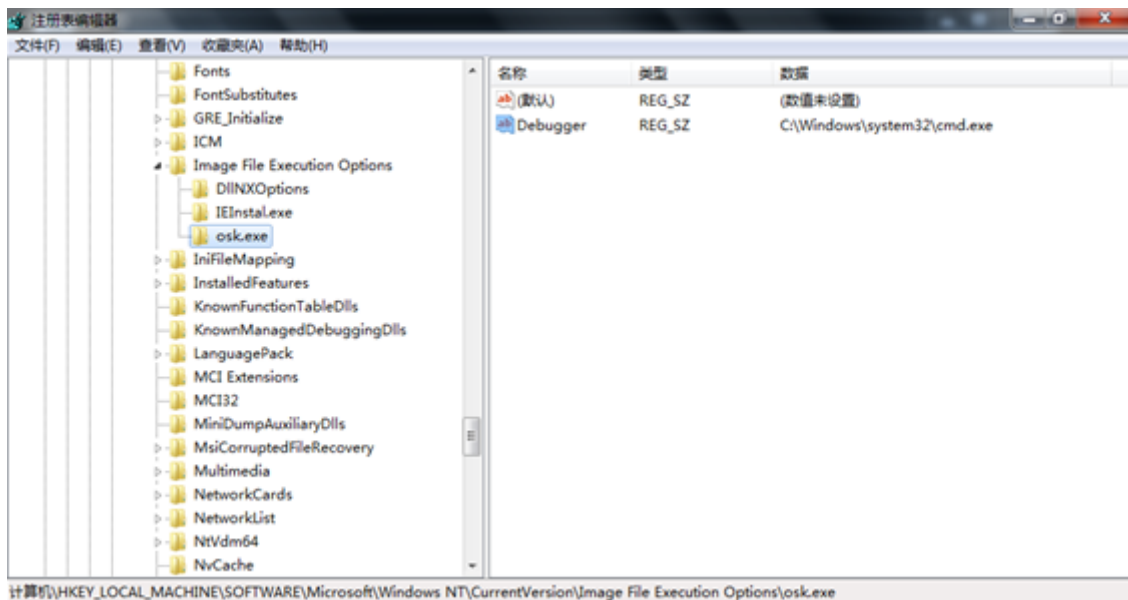 注册表编辑器
文件(F) 编辑(E) 查看(V) 收藏夹(A) 帮助(H)
Fonts
FontSubstitutes
GRE_Initialize
ICM
Image File Execution Options
DllNXOptions
IEInstal.exe
osk.exe
IniFileMapping
InstalledFeatures
KnownFunctionTableDlls
KnownManagedDebuggingDlls
LanguagePack
MCI Extensions
MCI32
MiniDumpAuxiliaryDlls
MsiCorruptedFileRecovery
Multimedia
NetworkCards
NetworkList
NtVdm64
NvCache
名称 类型 数据
ab (默认) REG_SZ (数值未设置)
ab Debugger REG_SZ C:\Windows\system32\cmd.exe
计算机\HKEY_LOCAL_MACHINE\SOFTWARE\Microsoft\Windows NT\CurrentVersion\Image File Execution Options\osk.exe